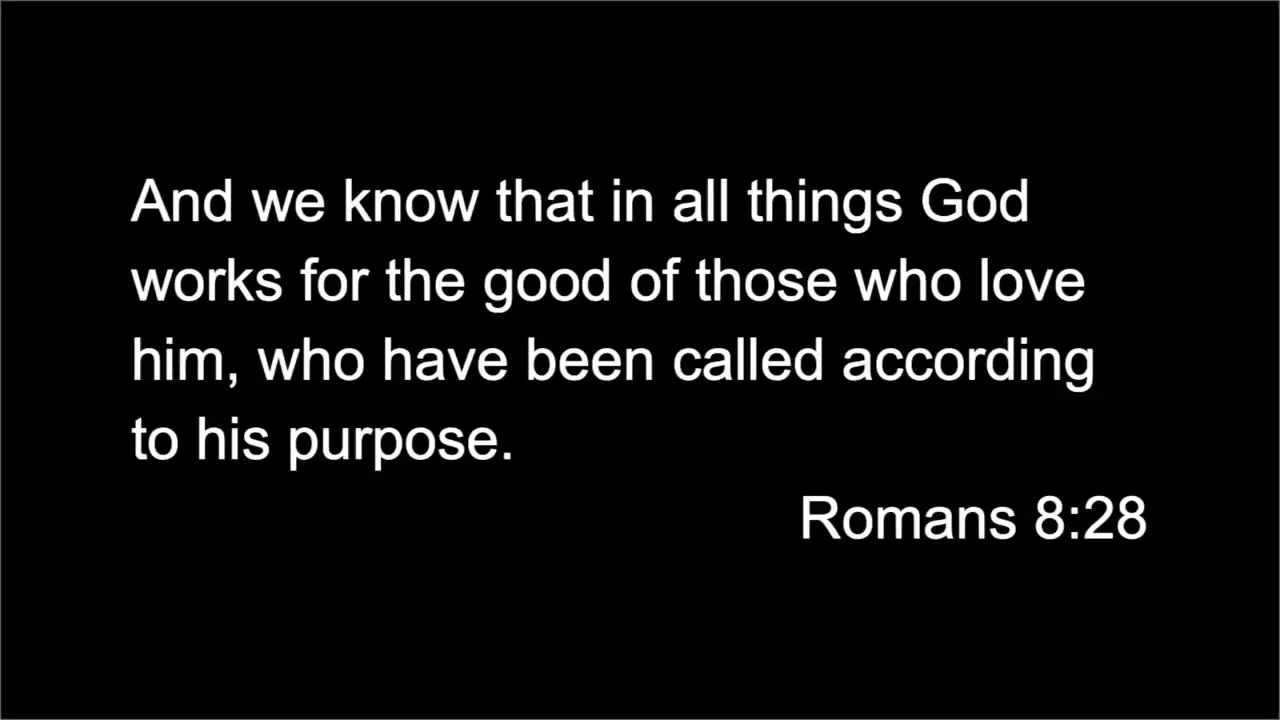 And we know that in all things God
works for the good of those who love
him, who have been called according
to his purpose.
Romans 8:28